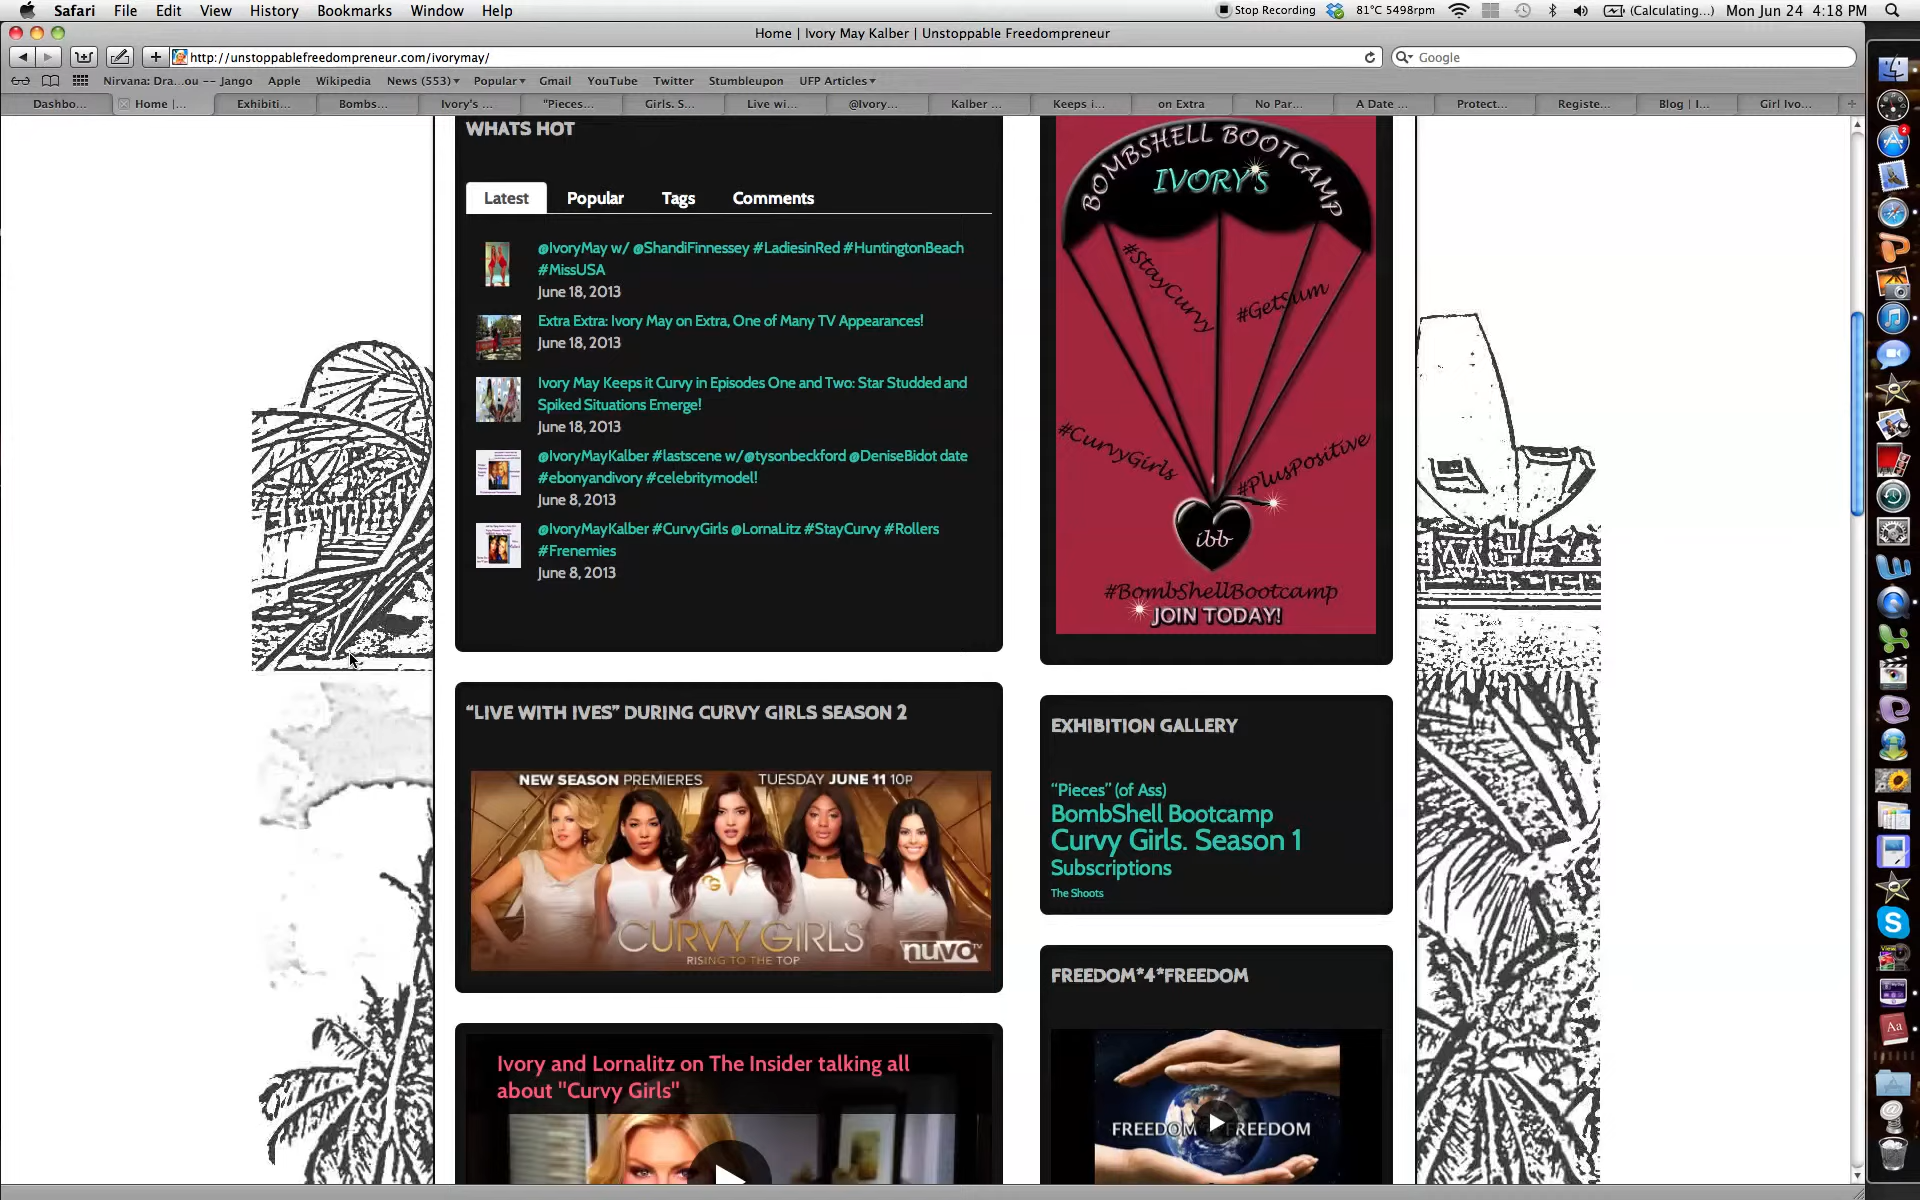 Safari File Edit View History Bookmarks Window Help
Stop Recording 81°C 5498rpm (Calculating...) Mon Jun 24 4:18 PM
Home | Ivory May Kalber | Unstoppable Freedompreneur
http://unstoppablefreedompreneur.com/ivorymay/
Google
Nirvana: Dra...ou -- Jango Apple Wikipedia News (553) Popular Gmail YouTube Twitter Stumbleupon UFP Articles
Dashbo... Home |... Exhibiti... Bombs... Ivory's ... "Pieces... Girls. S... Live wi... @Ivory... Kalber ... Keeps i... on Extra No Par... A Date ... Protect... Registe... Blog | I... Girl Ivo...
WHATS HOT
Latest Popular Tags Comments
@IvoryMay w/ @ShandiFinnessey #LadiesinRed #HuntingtonBeach
#MissUSA
June 18, 2013
Extra Extra: Ivory May on Extra, One of Many TV Appearances!
June 18, 2013
Ivory May Keeps it Curvy in Episodes One and Two: Star Studded and
Spiked Situations Emerge!
June 18, 2013
@IvoryMayKalber #lastscene w/@tysonbeckford @DeniseBidot date
#ebonyandivory #celebritymodel!
June 8, 2013
@IvoryMayKalber #CurvyGirls @LornaLitz #StayCurvy #Rollers
#Frenemies
June 8, 2013
BOMBSHELL BOOTCAMP
IVORY'S
#StayCurvy
#GetSum
#CurvyGirls
#PlusPositive
ibb
#BombShellBootcamp
JOIN TODAY!
“LIVE WITH IVES” DURING CURVY GIRLS SEASON 2
NEW SEASON PREMIERES TUESDAY JUNE 11 10P
CURVY GIRLS
RISING TO THE TOP
nuvo TV
EXHIBITION GALLERY
“Pieces” (of Ass)
BombShell Bootcamp
Curvy Girls. Season 1
Subscriptions
The Shoots
FREEDOM*4*FREEDOM
FREEDOM FREEDOM
Ivory and Lornalitz on The Insider talking all
about "Curvy Girls"